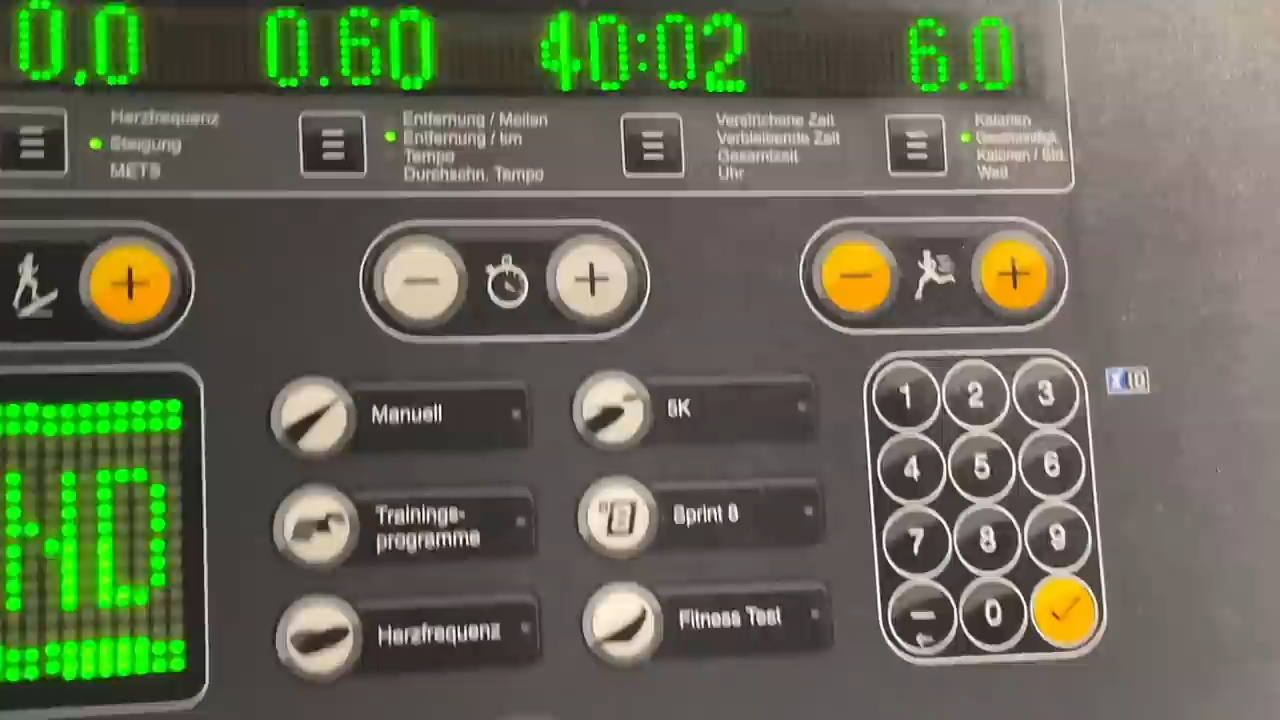 0,0 0.60 40:02 6.0
Herzfrequenz
Steigung
METS
Entfernung / Meilen
Entfernung / km
Tempo
Durchschn. Tempo
Verstrichene Zeit
Verbleibende Zeit
Gesamtzeit
Uhr
Kalorien
Geschwindigk.
Kalorien / Std.
Watt
- +
+
- +
Manuell
5K
1 2 3
Trainings-
programme
Sprint 8
4 5 6
7 8 9
Herzfrequenz
Fitness Test
0
ND